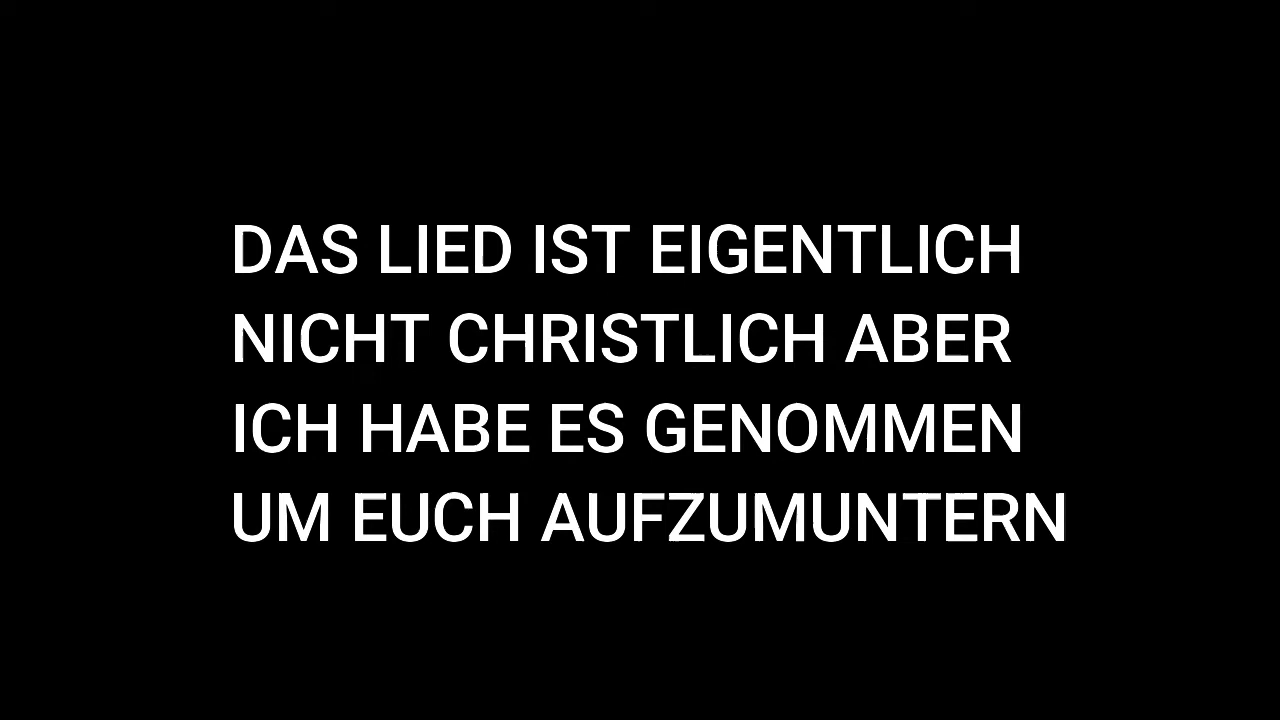 DAS LIED IST EIGENTLICH
NICHT CHRISTLICH ABER
ICH HABE ES GENOMMEN
UM EUCH AUFZUMUNTERN